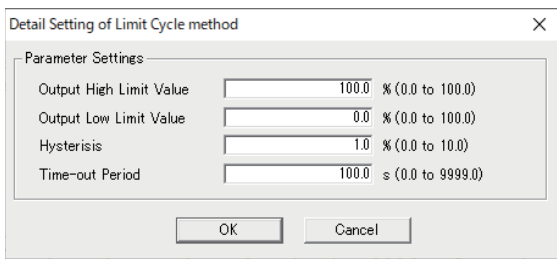 Detail Setting of Limit Cycle method
Parameter Settings
Output High Limit Value 100.0 % (0.0 to 100.0)
Output Low Limit Value 0.0 % (0.0 to 100.0)
Hysterisis 1.0 % (0.0 to 10.0)
Time-out Period 100.0 s (0.0 to 9999.0)
OK Cancel